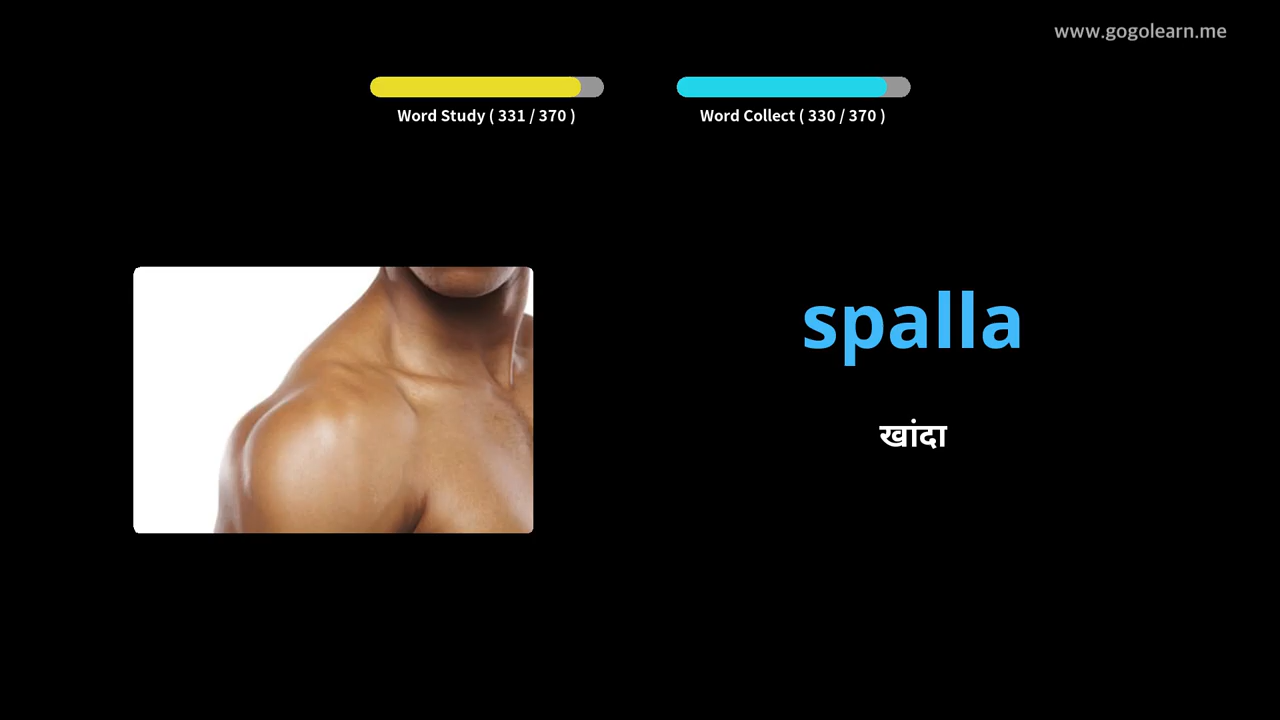 www.gogolearn.me
Word Study ( 331 / 370 )
Word Collect ( 330 / 370 )
spalla
खांदा